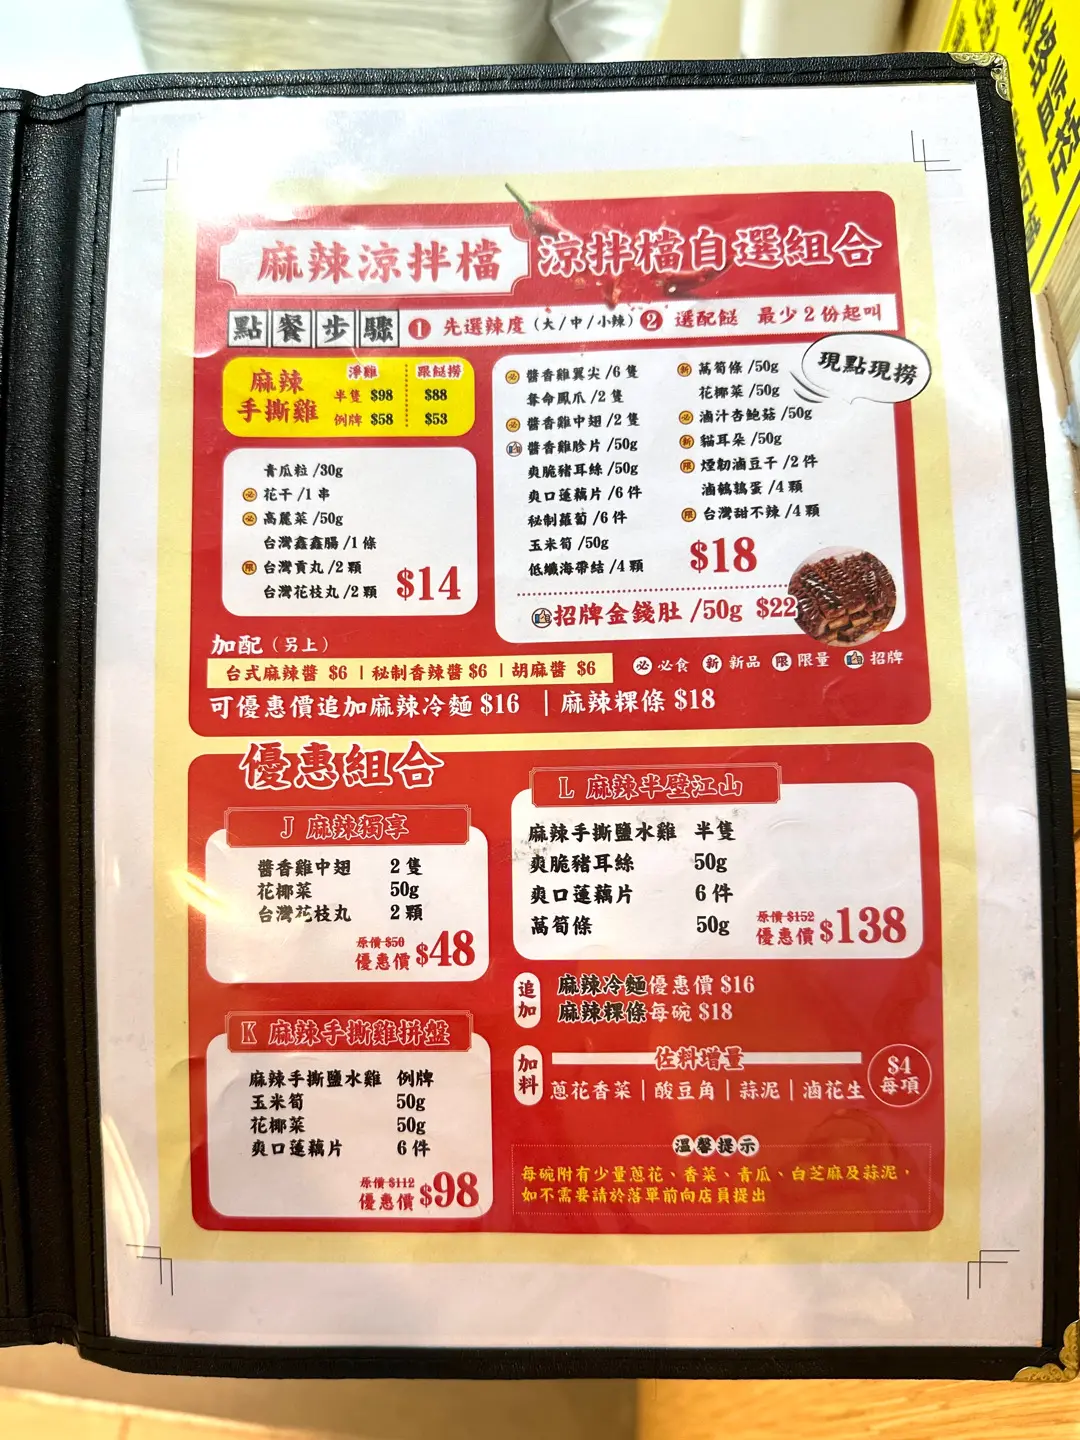 麻辣涼拌檔 涼拌檔自選組合
點餐步驟 1 先選辣度（大/中/小辣） 2 選配餸 最少2份起叫
現點現撈
麻辣
手撕雞
淨雞 跟餸撈
半隻 $98 $88
例牌 $58 $53
青瓜粒 /30g
必 花干 /1 串
必 高麗菜 /50g
台灣鑫鑫腸 /1 條
限 台灣貢丸 /2 顆
台灣花枝丸 /2 顆
$14
必 醬香雞翼尖 /6 隻
奪命鳳爪 /2 隻
必 醬香雞中翅 /2 隻
醬香雞胗片 /50g
爽脆豬耳絲 /50g
爽口蓮藕片 /6 件
秘制蘿蔔 /6 件
玉米筍 /50g
低纖海帶結 /4 顆
新 萵筍條 /50g
花椰菜 /50g
必 滷汁杏鮑菇 /50g
新 貓耳朵 /50g
限 煙韌滷豆干 /2 件
滷鵪鶉蛋 /4 顆
限 台灣甜不辣 /4 顆
$18
招牌金錢肚 /50g $22
加配（另上）
台式麻辣醬 $6 | 秘制香辣醬 $6 | 胡麻醬 $6
必 必食 新 新品 限 限量 招牌
可優惠價追加麻辣冷麵 $16 | 麻辣粿條 $18
優惠組合
J 麻辣獨享
醬香雞中翅 2 隻
花椰菜 50g
台灣花枝丸 2 顆
原價 $50
優惠價 $48
K 麻辣手撕雞拼盤
麻辣手撕鹽水雞 例牌
玉米筍 50g
花椰菜 50g
爽口蓮藕片 6 件
原價 $112
優惠價 $98
L 麻辣半壁江山
麻辣手撕鹽水雞 半隻
爽脆豬耳絲 50g
爽口蓮藕片 6 件
萵筍條 50g
原價 $152
優惠價 $138
追加
麻辣冷麵優惠價 $16
麻辣粿條每碗 $18
加料
佐料增量
蔥花香菜 | 酸豆角 | 蒜泥 | 滷花生
$4
每項
溫馨提示
每碗附有少量蔥花、香菜、青瓜、白芝麻及蒜泥，
如不需要請於落單前向店員提出